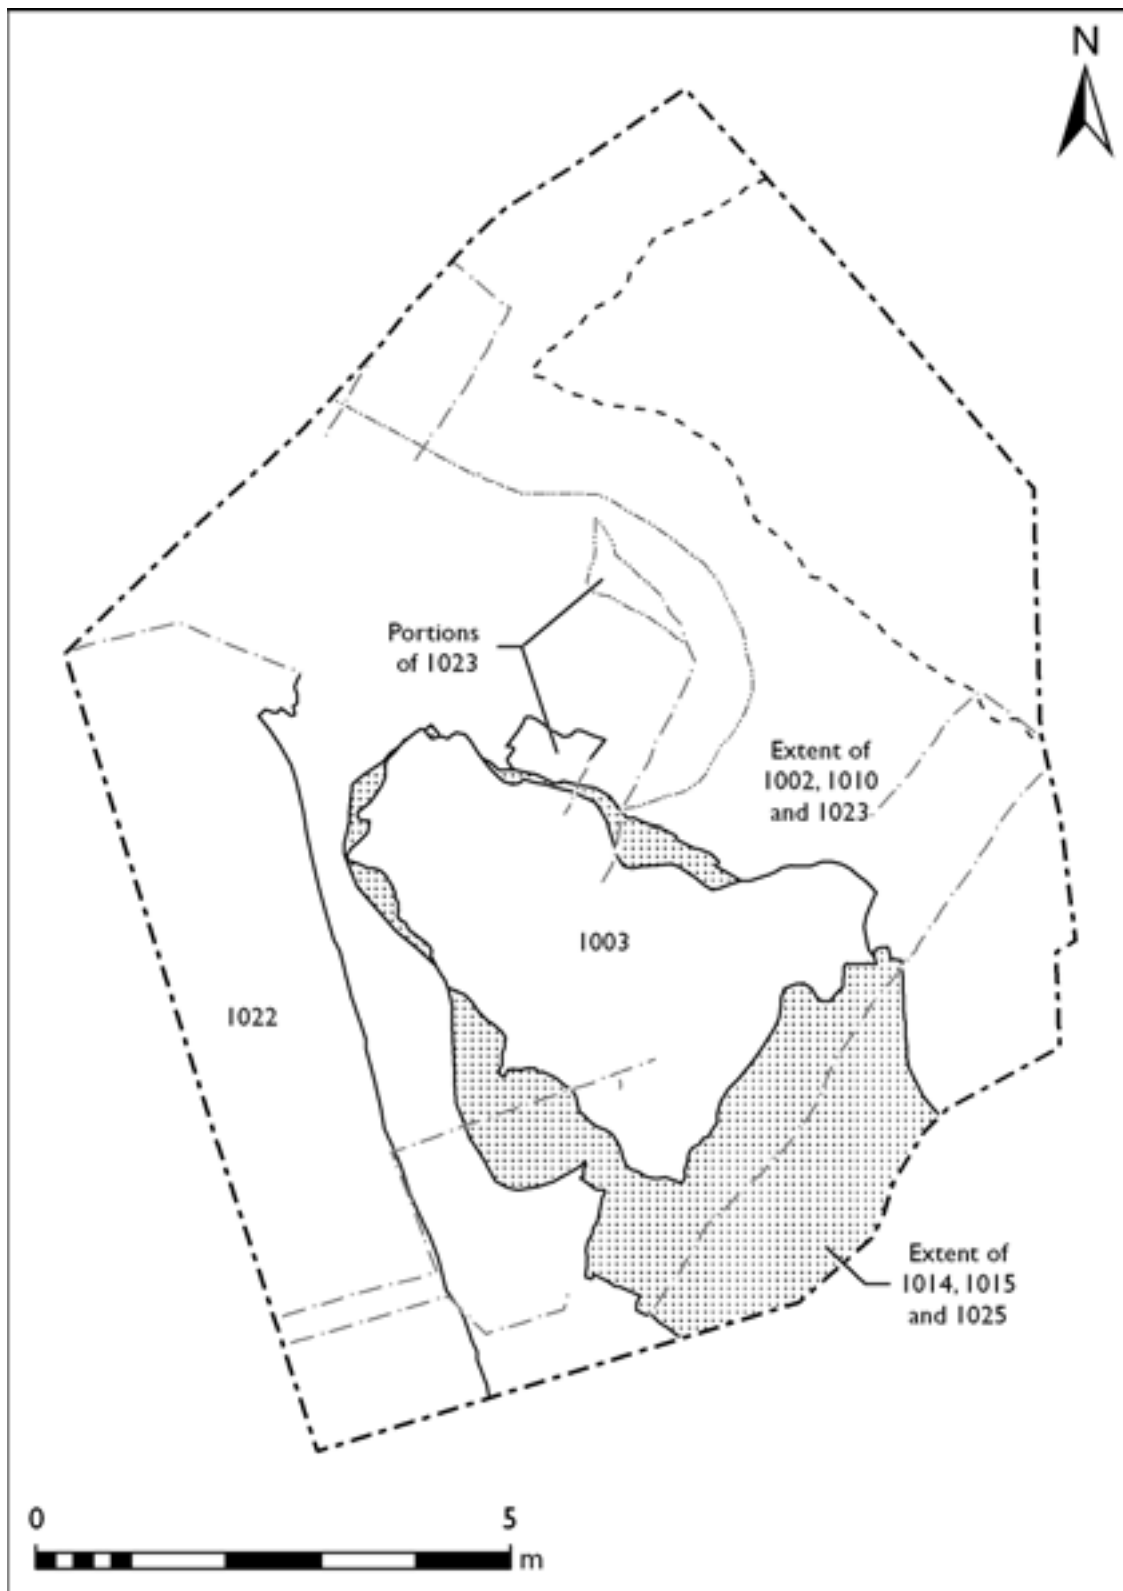 N
Portions
of 1023
Extent of
1002, 1010
and 1023
1003
1022
Extent of
1014, 1015
and 1025
0 5
m